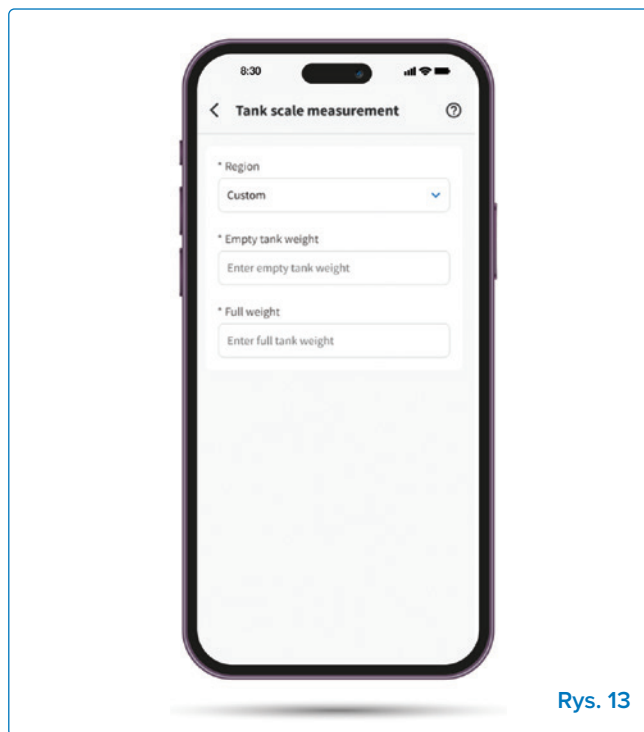 8:30
Tank scale measurement
* Region
Custom
* Empty tank weight
Enter empty tank weight
* Full weight
Enter full tank weight
Rys. 13